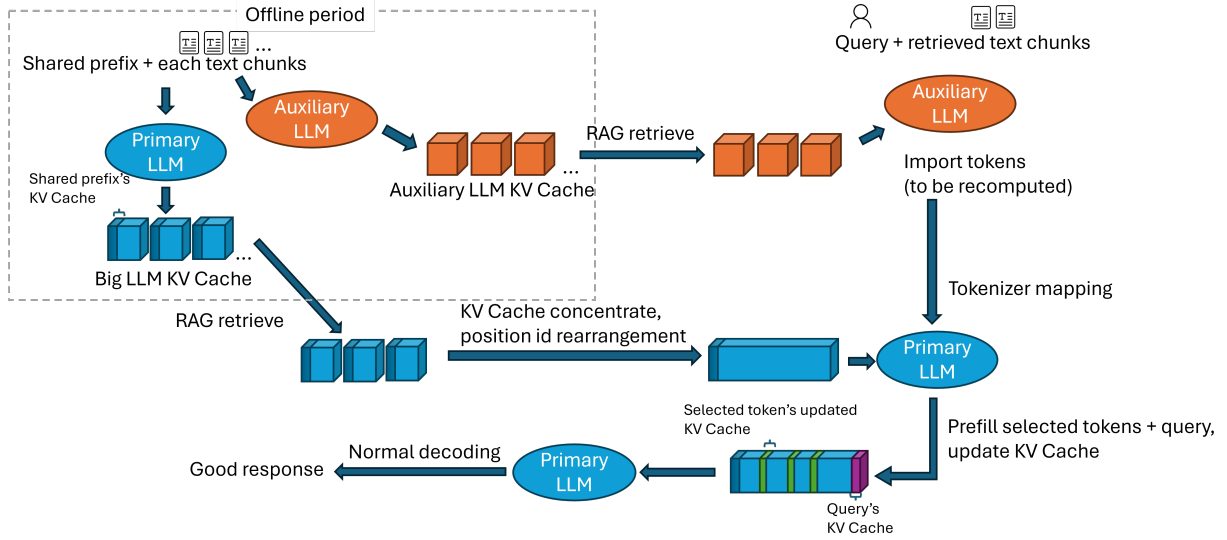 Offline period
...
Shared prefix + each text chunks
Query + retrieved text chunks
Auxiliary
LLM
Auxiliary
LLM
Primary
LLM
RAG retrieve
Import tokens
(to be recomputed)
Shared prefix's
KV Cache
...
Auxiliary LLM KV Cache
...
Big LLM KV Cache
Tokenizer mapping
RAG retrieve
KV Cache concentrate,
position id rearrangement
Primary
LLM
Selected token's updated
KV Cache
Prefill selected tokens + query,
update KV Cache
Normal decoding
Good response
Primary
LLM
Query's
KV Cache